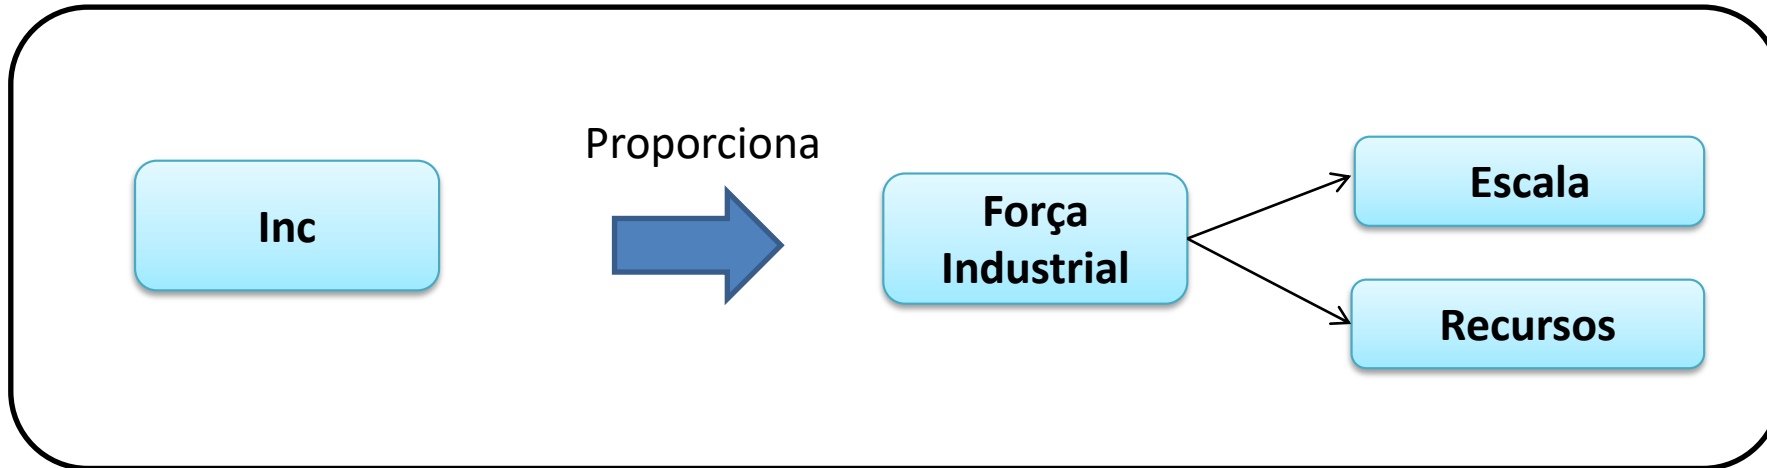 Inc
Proporciona
Força
Industrial
Escala
Recursos